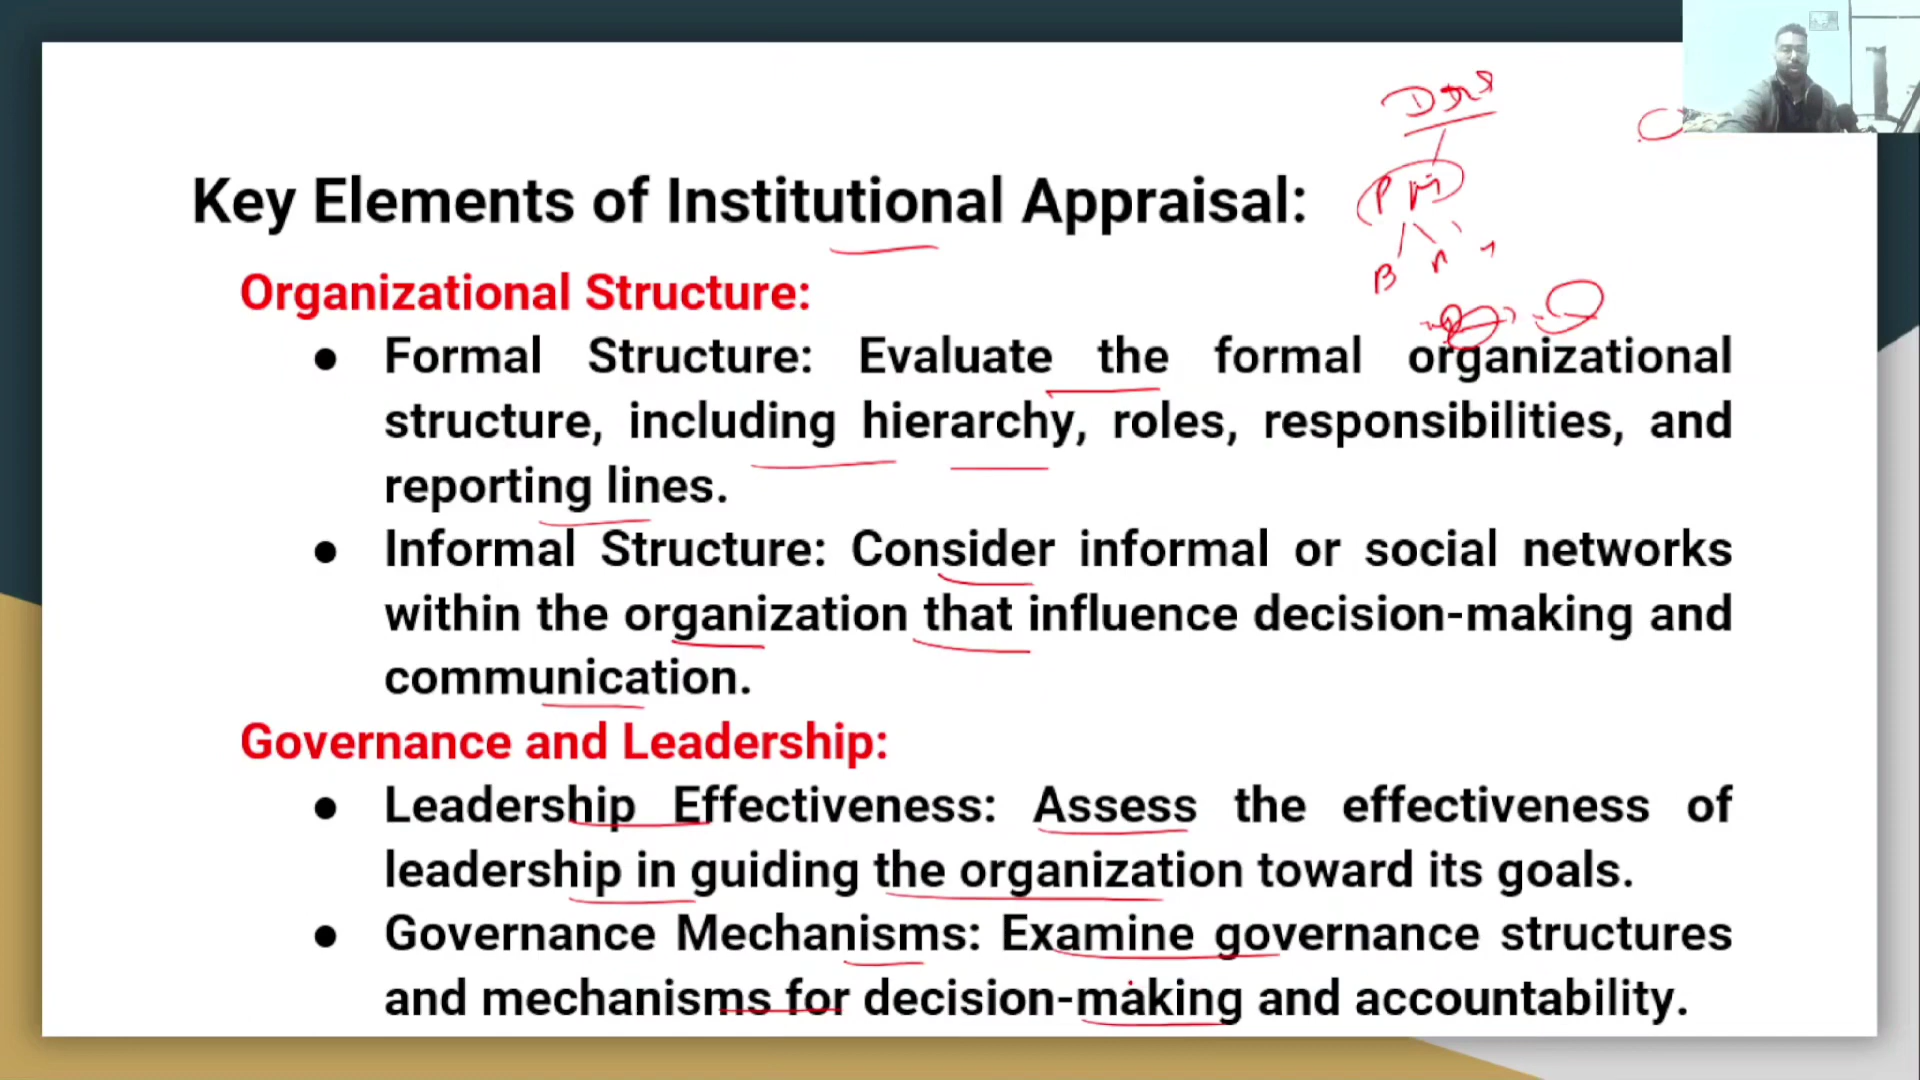 Key Elements of Institutional Appraisal:
Organizational Structure:
● Formal Structure: Evaluate the formal organizational
structure, including hierarchy, roles, responsibilities, and
reporting lines.
● Informal Structure: Consider informal or social networks
within the organization that influence decision-making and
communication.
Governance and Leadership:
● Leadership Effectiveness: Assess the effectiveness of
leadership in guiding the organization toward its goals.
● Governance Mechanisms: Examine governance structures
and mechanisms for decision-making and accountability.
PM
B